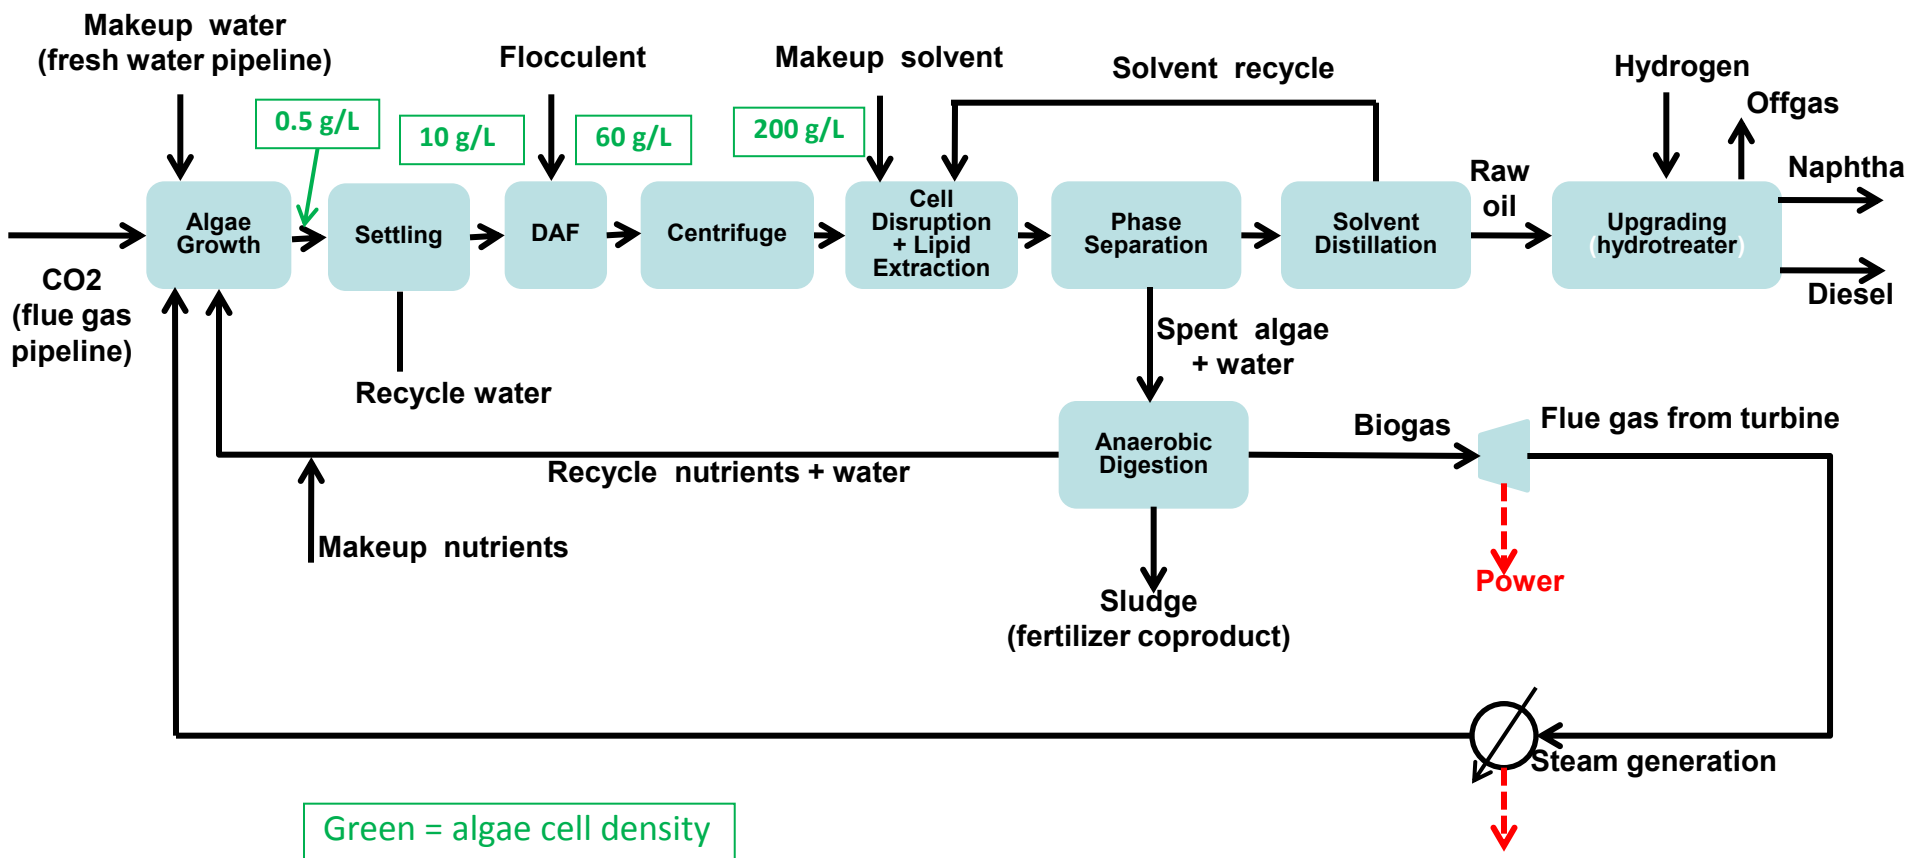 Makeup water
(fresh water pipeline)
Flocculent
Makeup solvent
Solvent recycle
Hydrogen
Offgas
Naphtha
0.5 g/L
10 g/L
60 g/L
200 g/L
Raw
oil
Algae
Growth
Settling
DAF
Centrifuge
Cell
Disruption
+ Lipid
Extraction
Phase
Separation
Solvent
Distillation
Upgrading
(hydrotreater)
Diesel
CO2
(flue gas
pipeline)
Recycle water
Spent algae
+ water
Anaerobic
Digestion
Biogas
Flue gas from turbine
Recycle nutrients + water
Makeup nutrients
Power
Sludge
(fertilizer coproduct)
Steam generation
Green = algae cell density